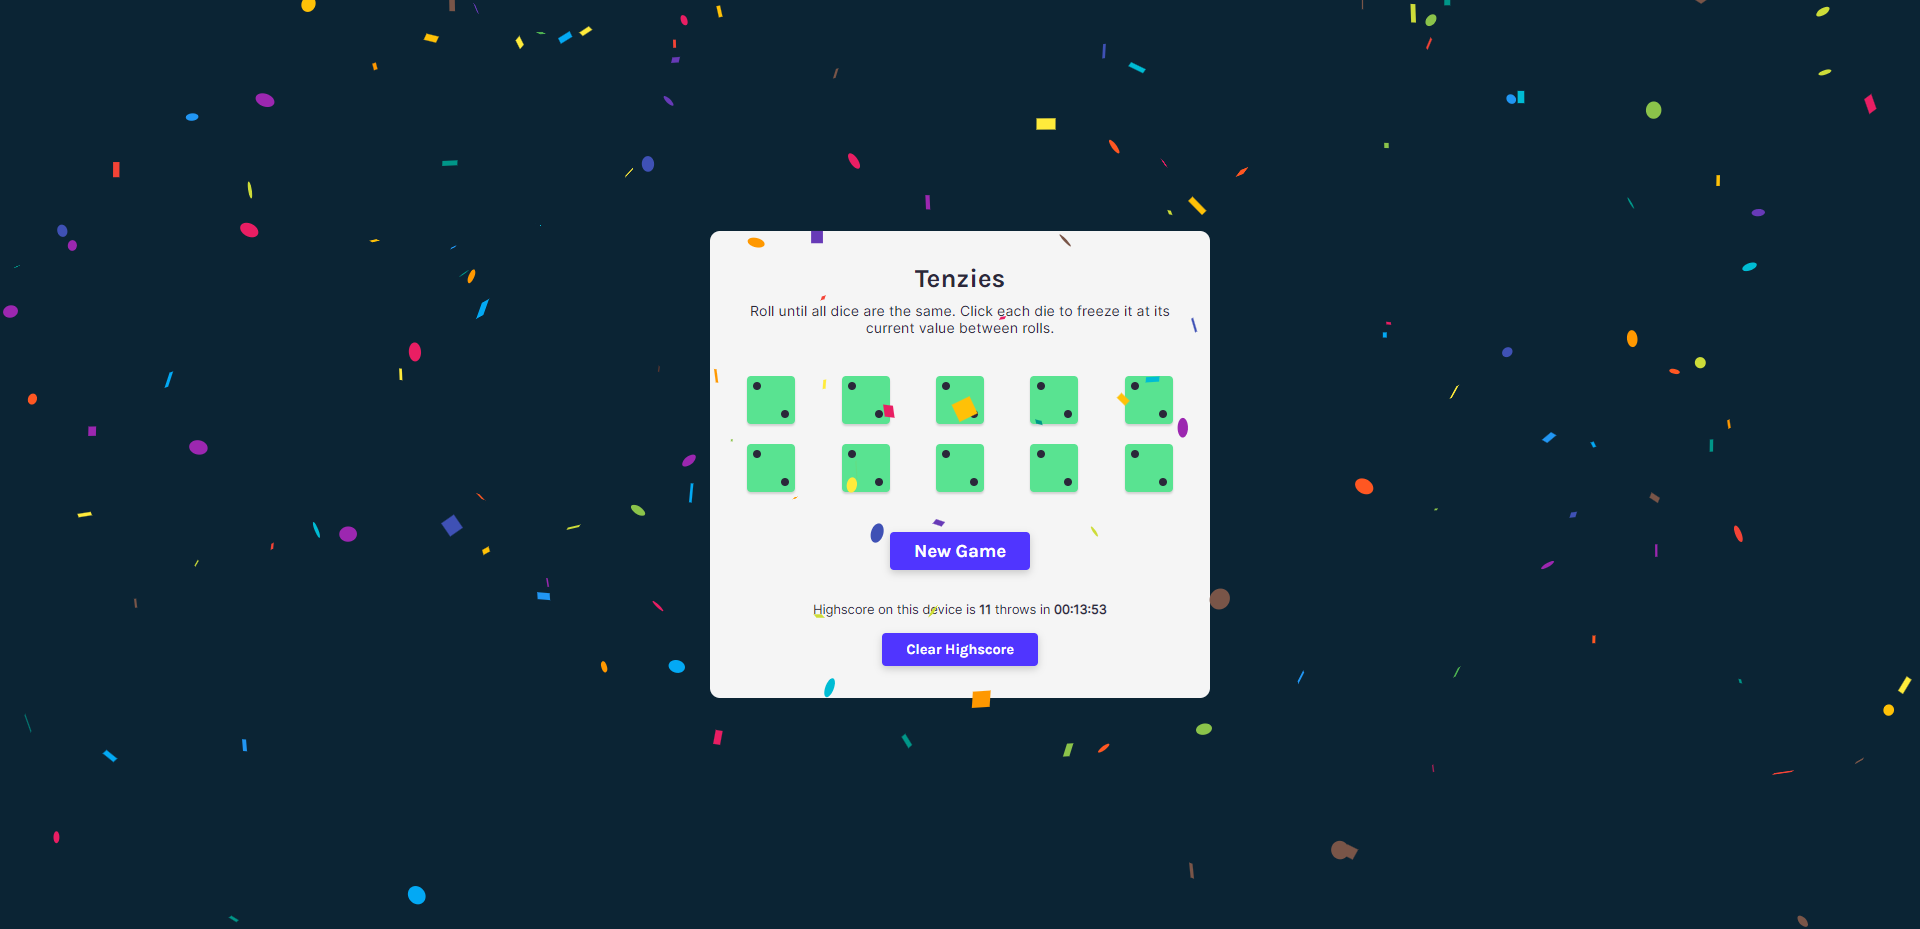 Tenzies
Roll until all dice are the same. Click each die to freeze it at its
current value between rolls.
New Game
Highscore on this device is 11 throws in 00:13:53
Clear Highscore